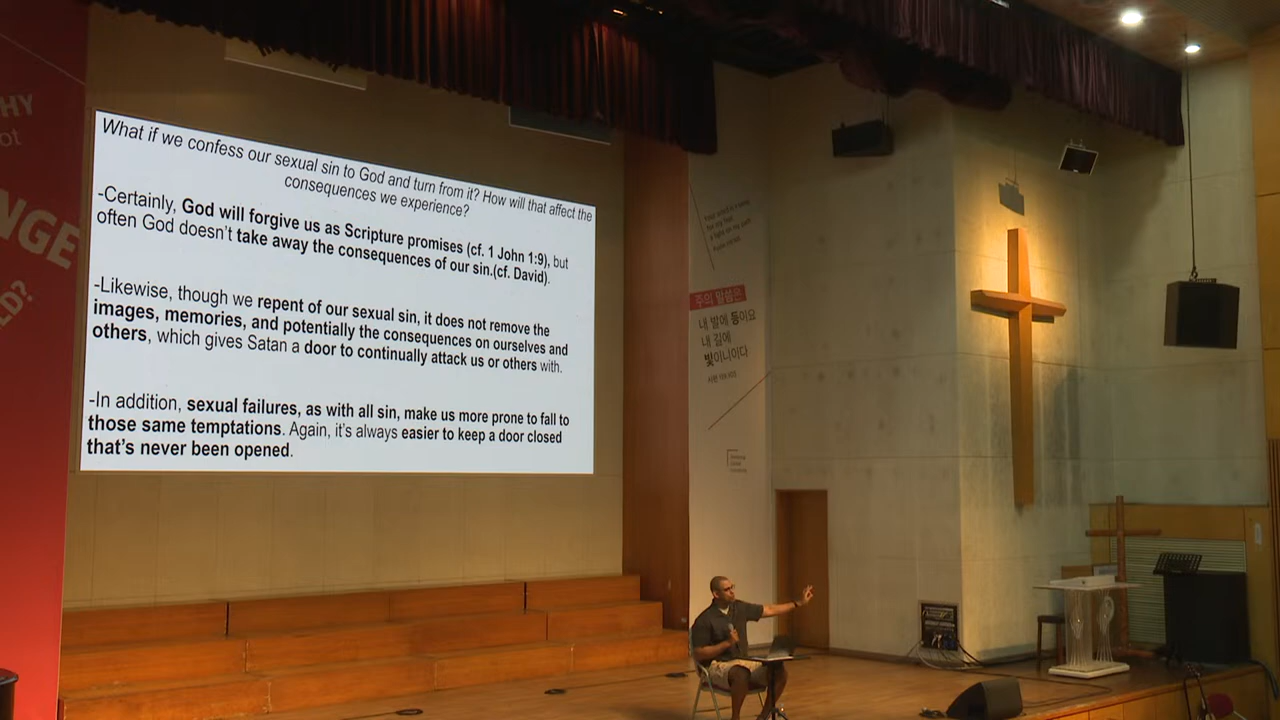 What if we confess our sexual sin to God and turn from it? How will that affect the
consequences we experience?
-Certainly, God will forgive us as Scripture promises (cf. 1 John 1:9), but
often God doesn't take away the consequences of our sin.(cf. David).
-Likewise, though we repent of our sexual sin, it does not remove the
images, memories, and potentially the consequences on ourselves and
others, which gives Satan a door to continually attack us or others with.
-In addition, sexual failures, as with all sin, make us more prone to fall to
those same temptations. Again, it's always easier to keep a door closed
that's never been opened.
HY
ot
NGE
LD?
주의 말씀은
내 발에 등이요
내 길에
빛이니이다